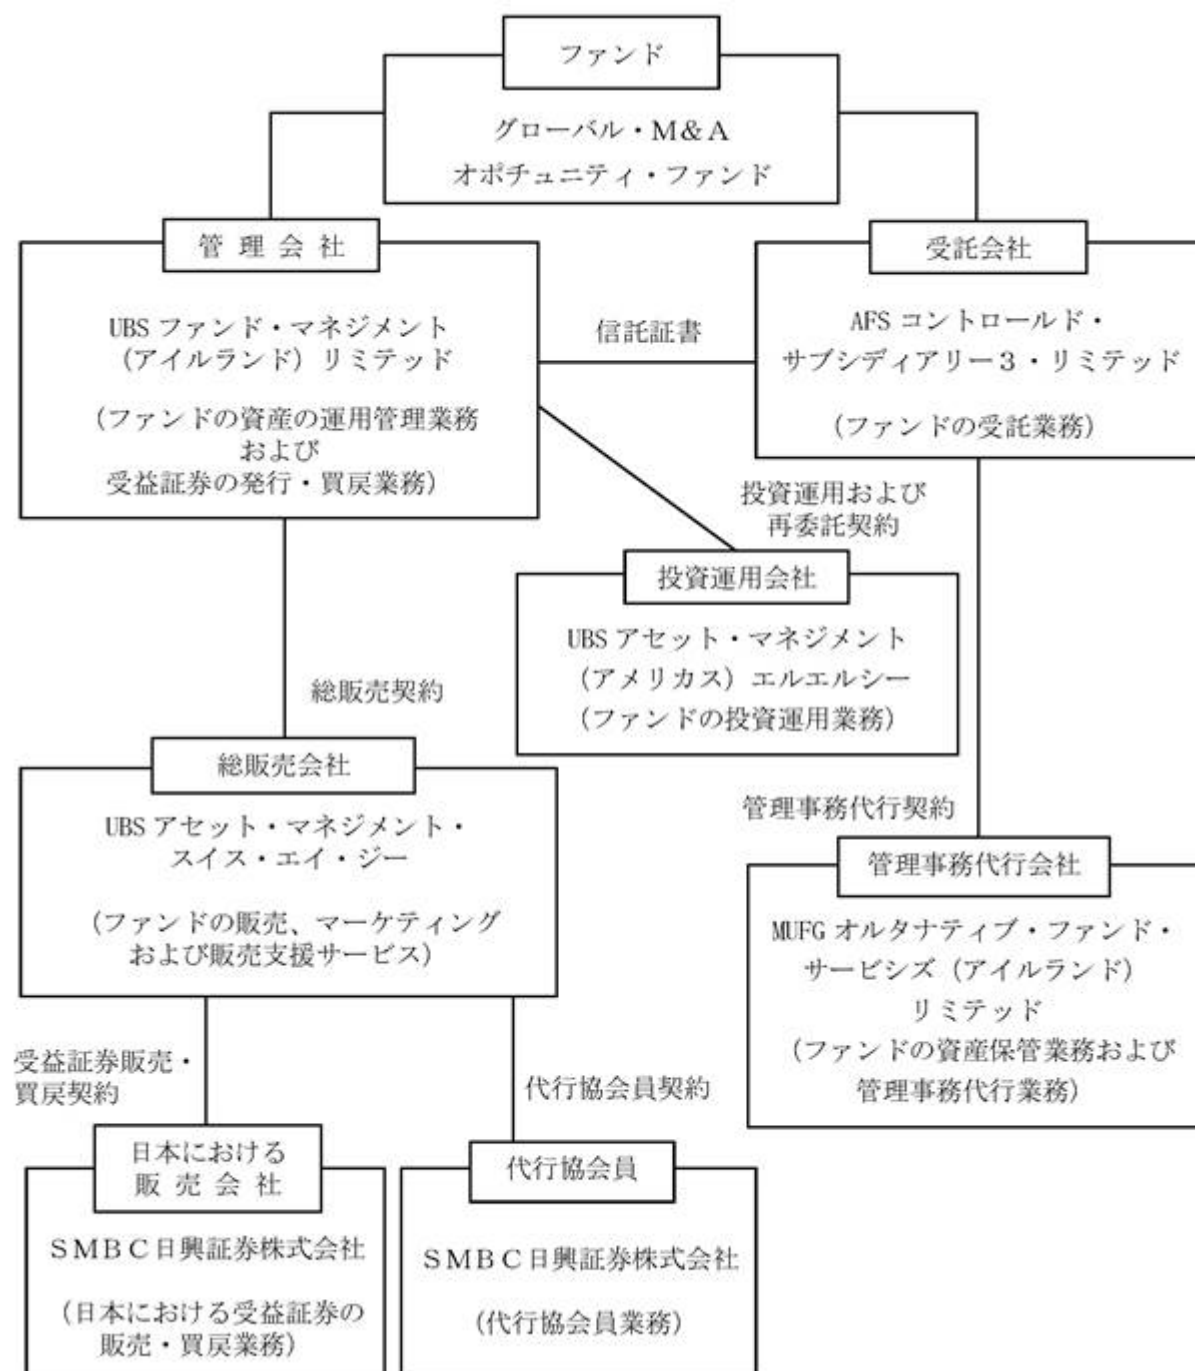 ファンド
グローバル・M&A
オポチュニティ・ファンド
管理会社
UBS ファンド・マネジメント
(アイルランド) リミテッド
(ファンドの資産の運用管理業務
および
受益証券の発行・買戻業務)
信託証書
受託会社
AFS コントロールド・
サブシディアリー3・リミテッド
(ファンドの受託業務)
投資運用および
再委託契約
投資運用会社
UBS アセット・マネジメント
(アメリカス) エルエルシー
(ファンドの投資運用業務)
総販売契約
総販売会社
UBS アセット・マネジメント・
スイス・エイ・ジー
(ファンドの販売、マーケティング
および販売支援サービス)
管理事務代行契約
管理事務代行会社
MUFG オルタナティブ・ファンド・
サービシズ (アイルランド)
リミテッド
(ファンドの資産保管業務および
管理事務代行業務)
受益証券販売・
買戻契約
代行協会員契約
日本における
販売会社
SMBC日興証券株式会社
(日本における受益証券の
販売・買戻業務)
代行協会員
SMBC日興証券株式会社
(代行協会員業務)